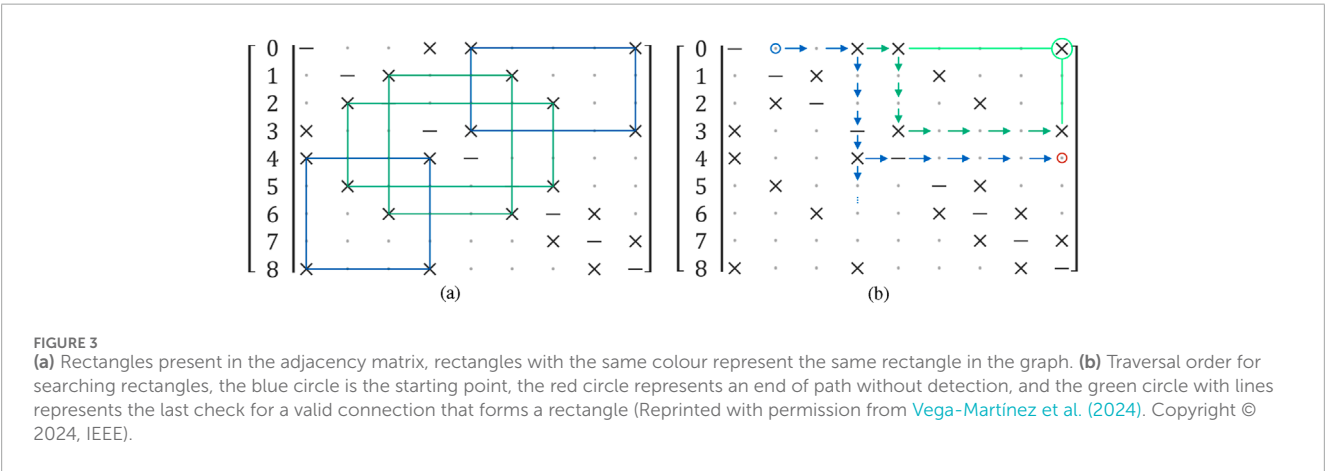 0
1
2
3
4
5
6
7
8
(a)
0
1
2
3
4
5
6
7
8
(b)
FIGURE 3
(a) Rectangles present in the adjacency matrix, rectangles with the same colour represent the same rectangle in the graph. (b) Traversal order for
searching rectangles, the blue circle is the starting point, the red circle represents an end of path without detection, and the green circle with lines
represents the last check for a valid connection that forms a rectangle (Reprinted with permission from Vega-Martínez et al. (2024). Copyright ©
2024, IEEE).